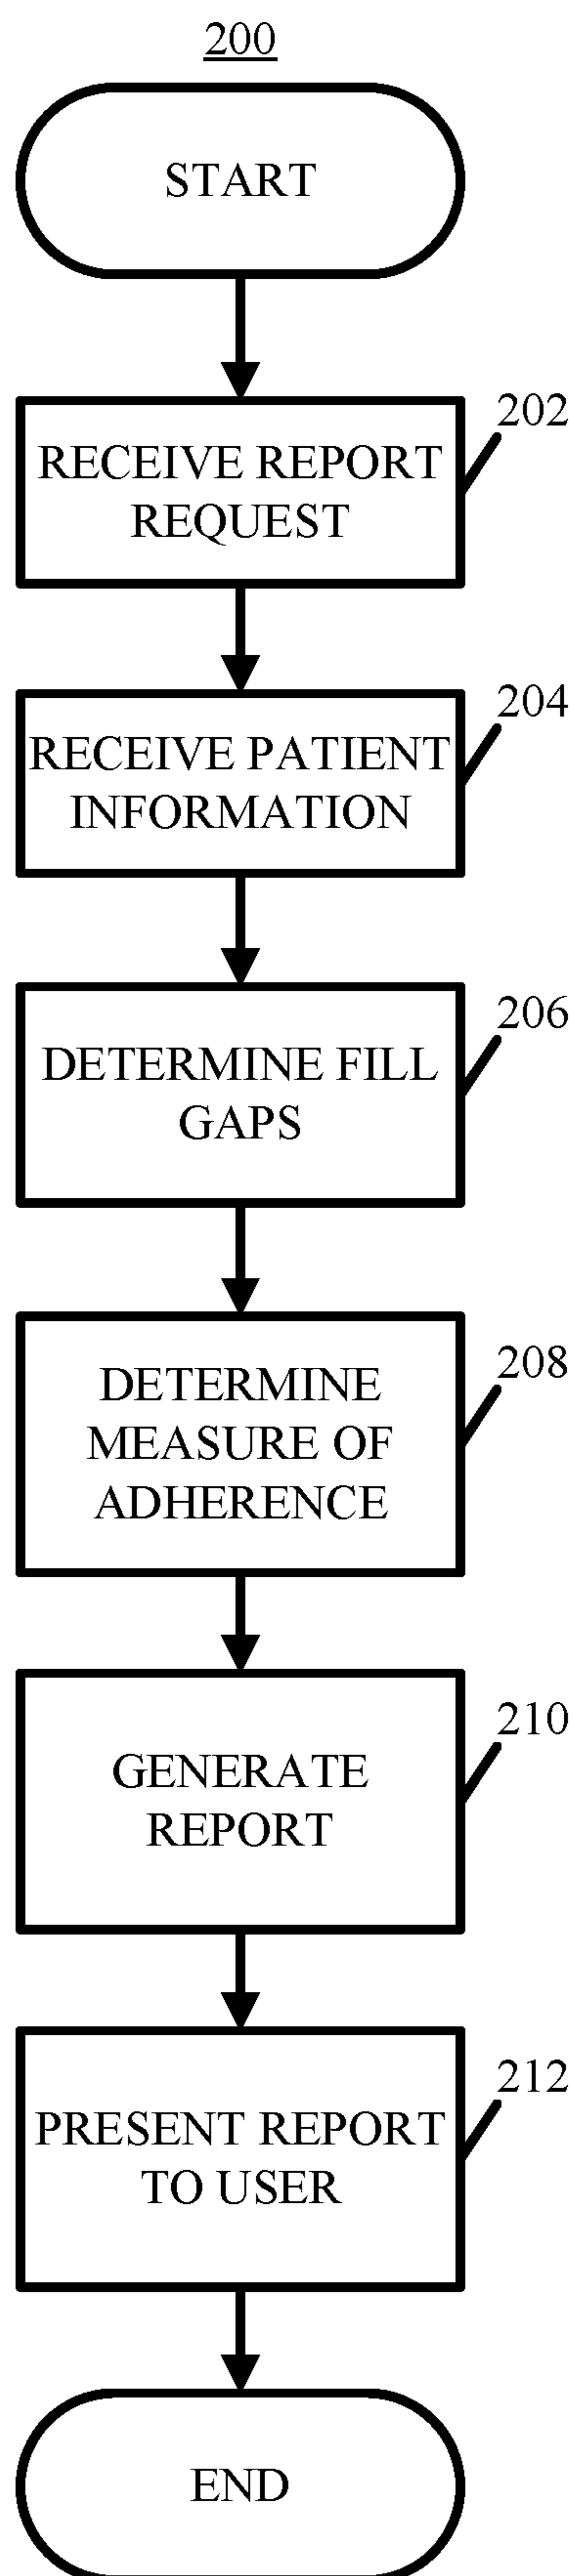 200
START
202
RECEIVE REPORT
REQUEST
204
RECEIVE PATIENT
INFORMATION
206
DETERMINE FILL
GAPS
208
DETERMINE
MEASURE OF
ADHERENCE
210
GENERATE
REPORT
212
PRESENT REPORT
TO USER
END